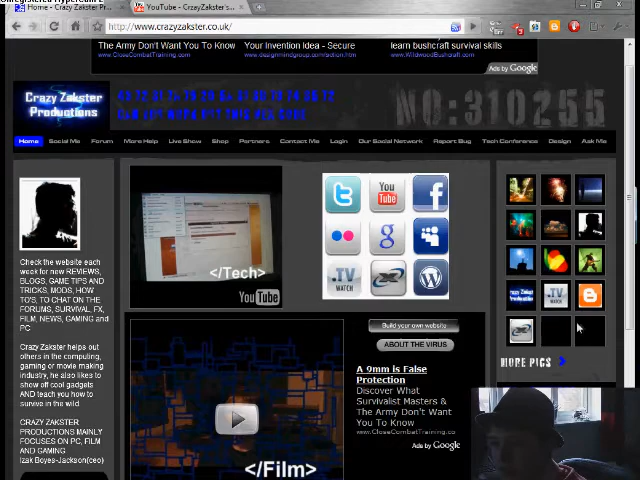 Home - Crazy Zakster Pr...
YouTube - CrazyZakster's...
http://www.crazyzakster.co.uk/
The Army Don't Want You To Know
www.CloseCombatTraining.com
Your Invention Idea - Secure
learn bushcraft survival skills
www.WildwoodBushcraft.com
Ads by Google
Crazy Zakster
Productions
NO:310255
Home Social Me Forum More Help Live Show Shop Partners Contact Me Login Our Social Network Report Bug Tech Conference Design Ask Me
</Tech>
YouTube
You
Tube
.TV
WATCH
Check the website each
week for new REVIEWS,
BLOGS, GAME TIPS AND
TRICKS, MODS, HOW
TO'S, TO CHAT ON THE
FORUMS, SURVIVAL, FX,
FILM, NEWS, GAMING and
PC
Crazy Zakster helps out
others in the computing,
gaming or movie making
industry, he also likes to
show off cool gadgets
AND teach you how to
survive in the wild
CRAZY ZAKSTER
PRODUCTIONS MAINLY
FOCUSES ON PC, FILM
AND GAMING
Izak Boyes-Jackson(ceo)
</Film>
Build your own website
ABOUT THE VIRUS
A 9mm is False
Protection
Discover What
Survivalist Masters &
The Army Don't Want
You To Know
www.CloseCombatTraining.co
Ads by Google
.TV
WATCH
MORE PICS